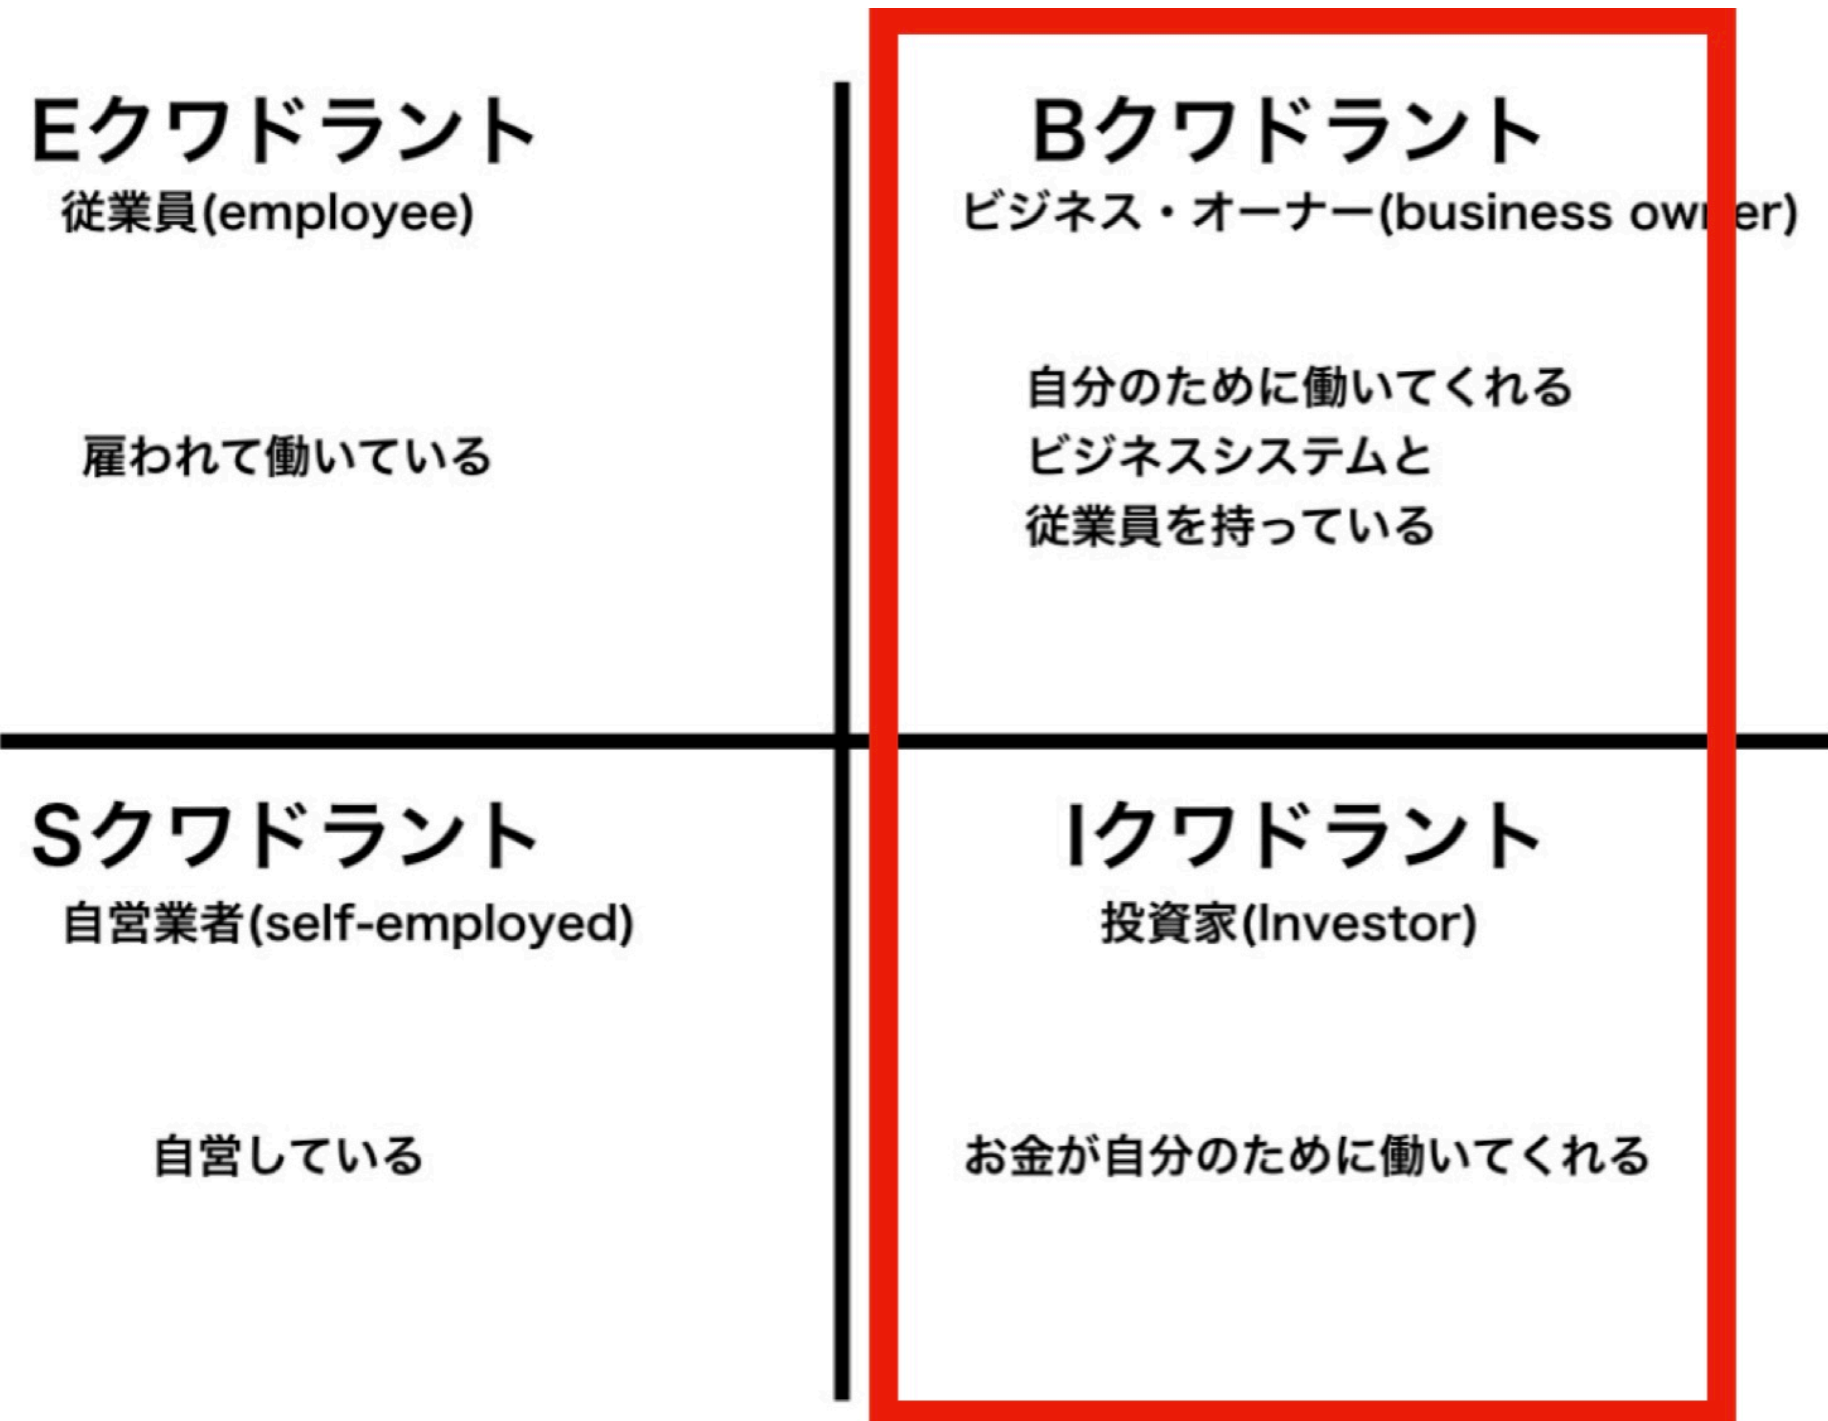 Eクワドラント
従業員(employee)
雇われて働いている
Bクワドラント
ビジネス・オーナー(business owner)
自分のために働いてくれる
ビジネスシステムと
従業員を持っている
Sクワドラント
自営業者(self-employed)
自営している
Iクワドラント
投資家(Investor)
お金が自分のために働いてくれる